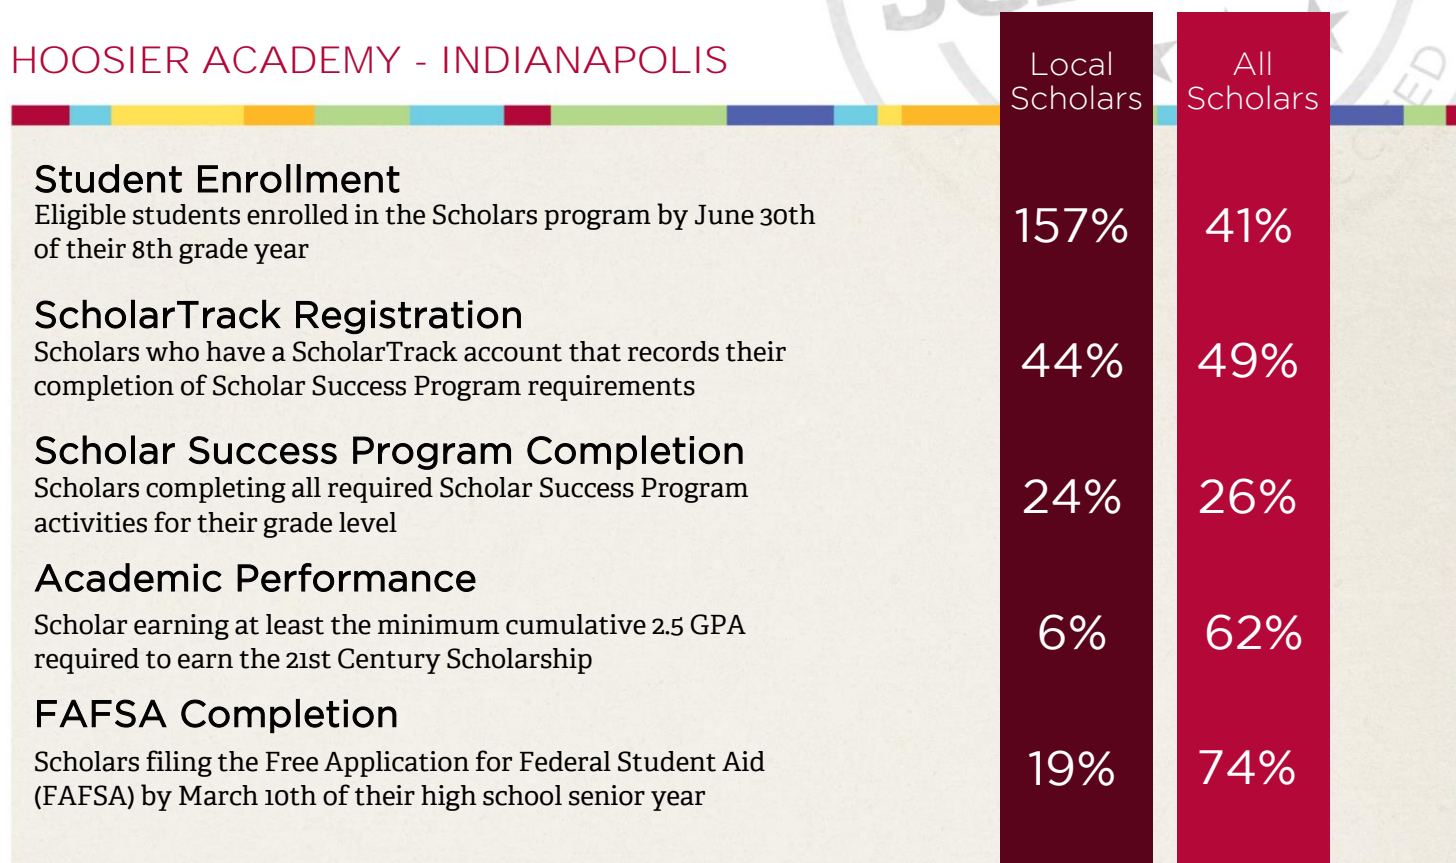 HOOSIER ACADEMY - INDIANAPOLIS
Local
Scholars
All
Scholars
Student Enrollment
Eligible students enrolled in the Scholars program by June 30th
of their 8th grade year
157%
41%
ScholarTrack Registration
Scholars who have a ScholarTrack account that records their
completion of Scholar Success Program requirements
44%
49%
Scholar Success Program Completion
Scholars completing all required Scholar Success Program
activities for their grade level
24%
26%
Academic Performance
Scholar earning at least the minimum cumulative 2.5 GPA
required to earn the 21st Century Scholarship
6%
62%
FAFSA Completion
Scholars filing the Free Application for Federal Student Aid
(FAFSA) by March 10th of their high school senior year
19%
74%